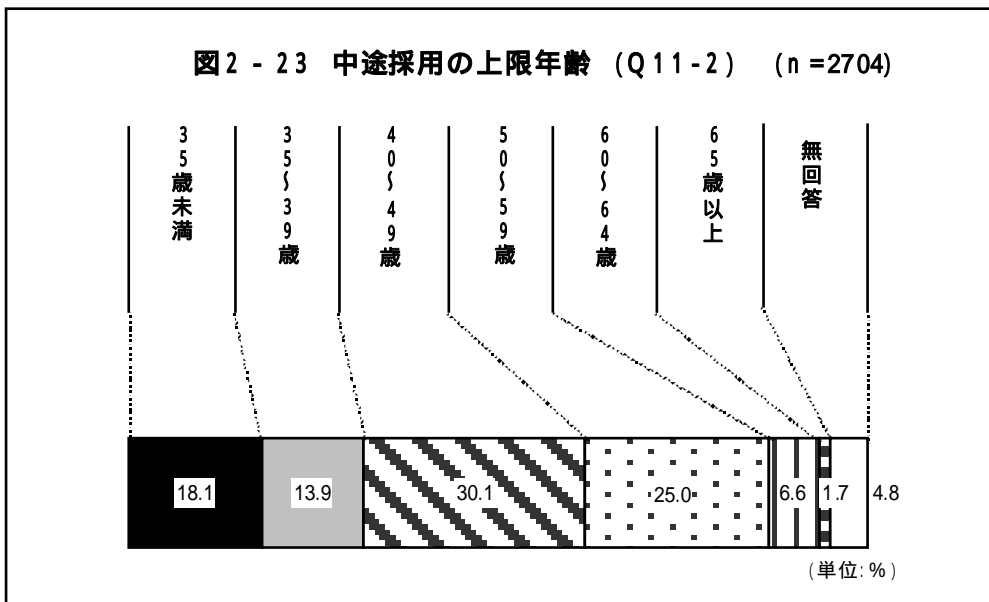 図2-23 中途採用の上限年齢 (Q11-2) (n=2704)
35歳未満
35~39歳
40~49歳
50~59歳
60~64歳
65歳以上
無回答
18.1
13.9
30.1
25.0
6.6
1.7
4.8
(単位:%)